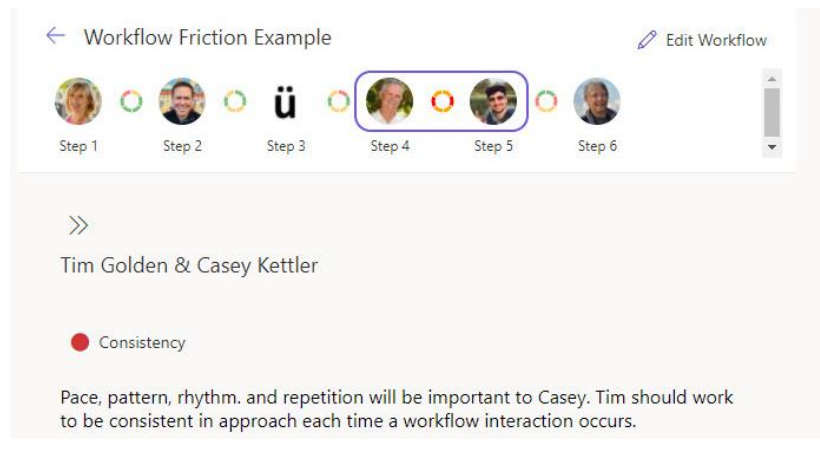 Workflow Friction Example
Edit Workflow
ü
Step 1 Step 2 Step 3 Step 4 Step 5 Step 6
Tim Golden & Casey Kettler
Consistency
Pace, pattern, rhythm. and repetition will be important to Casey. Tim should work
to be consistent in approach each time a workflow interaction occurs.